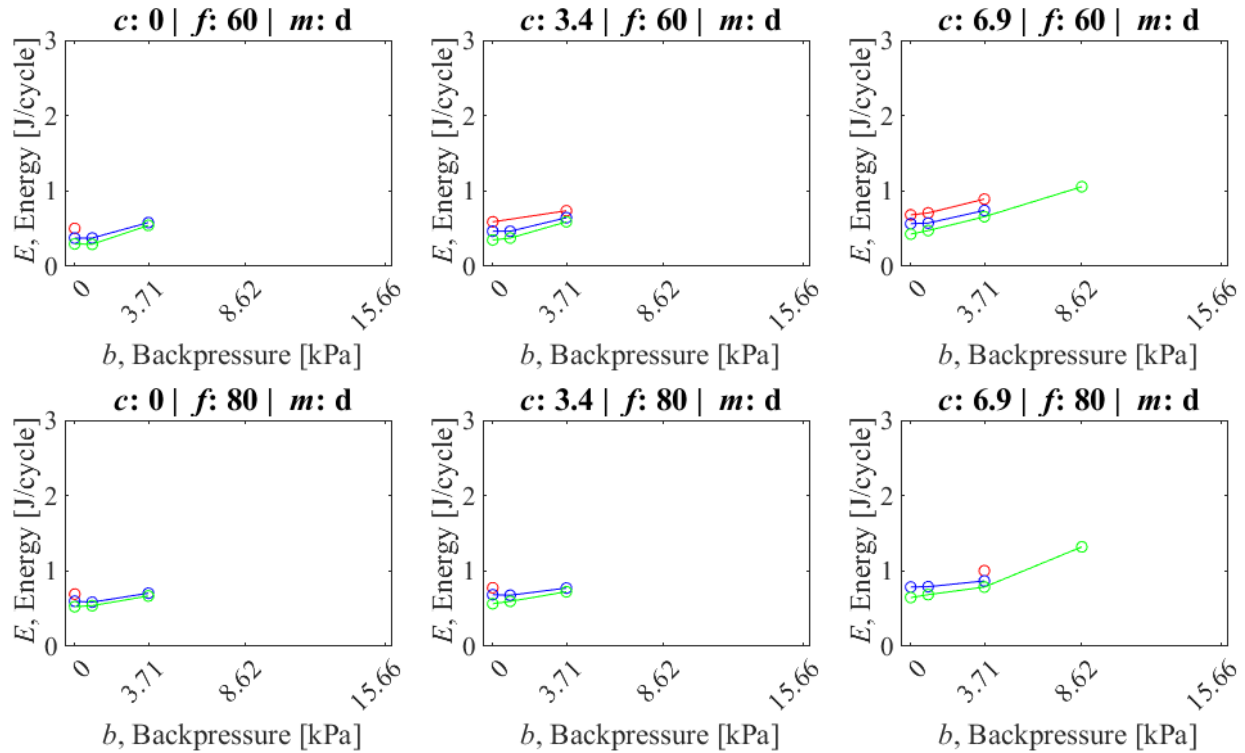 c: 0 | f: 60 | m: d
c: 3.4 | f: 60 | m: d
c: 6.9 | f: 60 | m: d
E, Energy [J/cycle]
3
2
1
0
0
3.71
8.62
15.66
b, Backpressure [kPa]
E, Energy [J/cycle]
3
2
1
0
0
3.71
8.62
15.66
b, Backpressure [kPa]
E, Energy [J/cycle]
3
2
1
0
0
3.71
8.62
15.66
b, Backpressure [kPa]
c: 0 | f: 80 | m: d
c: 3.4 | f: 80 | m: d
c: 6.9 | f: 80 | m: d
E, Energy [J/cycle]
3
2
1
0
0
3.71
8.62
15.66
b, Backpressure [kPa]
E, Energy [J/cycle]
3
2
1
0
0
3.71
8.62
15.66
b, Backpressure [kPa]
E, Energy [J/cycle]
3
2
1
0
0
3.71
8.62
15.66
b, Backpressure [kPa]